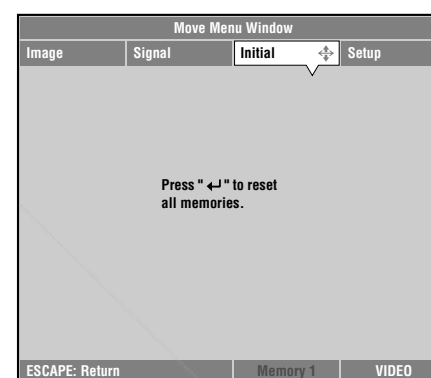 Move Menu Window
Image Signal Initial Setup
Press " ↵ " to reset
all memories.
ESCAPE: Return Memory 1 VIDEO